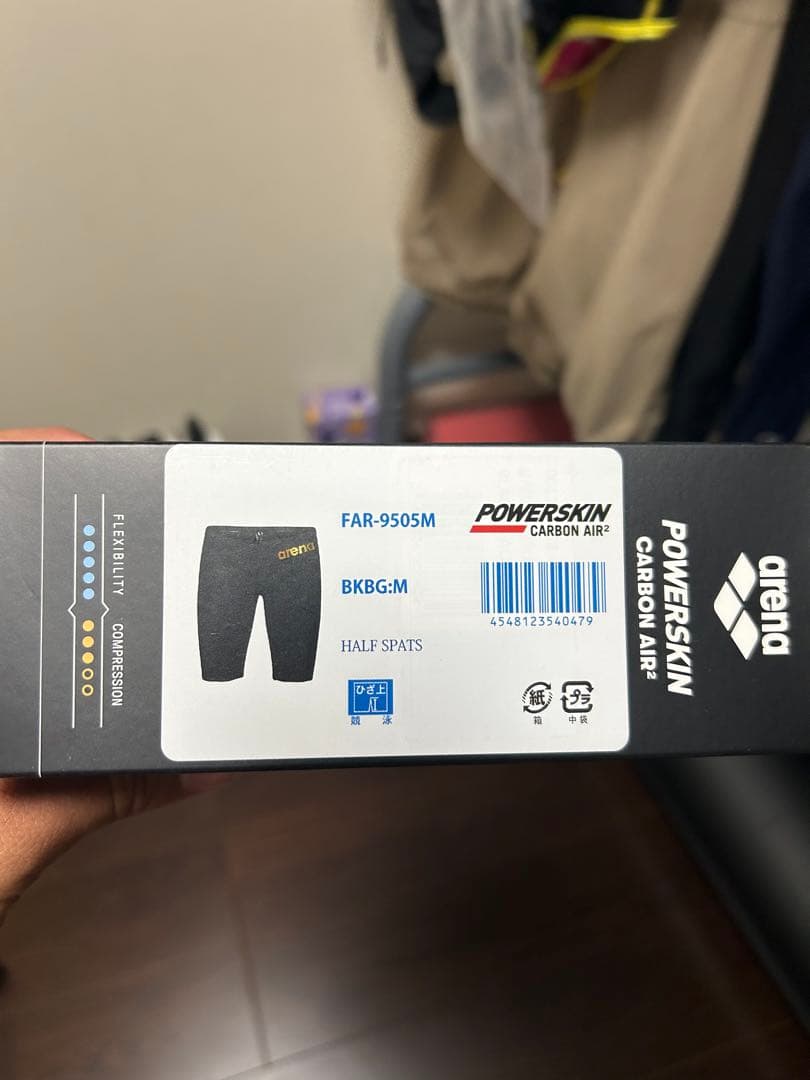 FLEXIBILITY
COMPRESSION
arena
FAR-9505M
BKBG:M
HALF SPATS
ひざ上
競 泳
POWERSKIN
CARBON AIR²
4548123540479
紙
箱
プラ
中袋
POWERSKIN
CARBON AIR²
arena